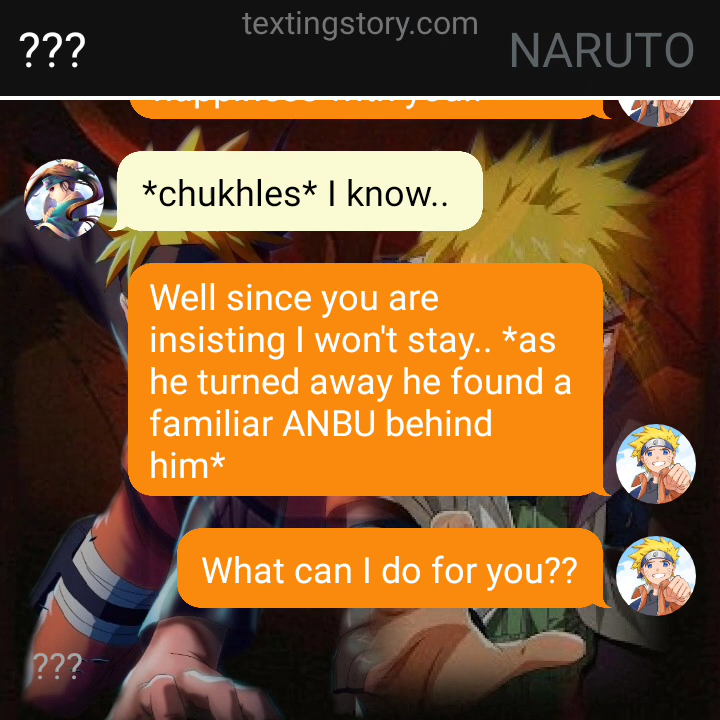 textingstory.com
???
NARUTO
*chukhles* I know..
Well since you are
insisting I won't stay.. *as
he turned away he found a
familiar ANBU behind
him*
What can I do for you??
???